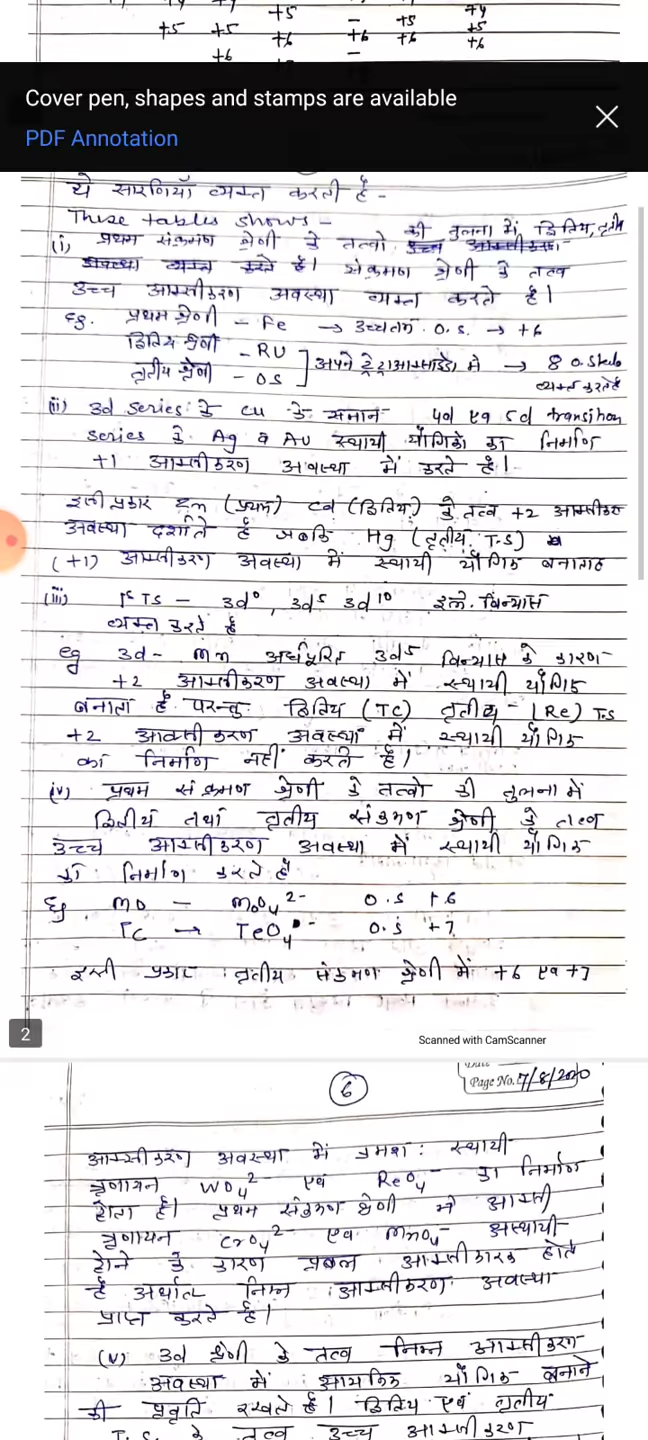 +5 - +5 +4
+5 +5 +6 +6 +6 +5
+6 - +6
Cover pen, shapes and stamps are available
PDF Annotation
ये सारणियाँ व्यक्त करती हैं -
These tables shows -
की तुलना में द्वितिय, तृतीय
(i) प्रथम संक्रमण श्रेणी के तत्वो
संक्रमण श्रेणी के तत्व
उच्च आक्सीकरण अवस्था व्यक्त करते है।
Eg. प्रथम श्रेणी - Fe → उच्चतम O.S. → +6
द्वितिय श्रेणी - RU
तृतीय श्रेणी - OS ] अपने ट्रेटाआक्साइडो मे → 8 O.State
व्यक्त करते है
(ii) 3d series के Cu के समान 4d एव 5d transition
series के Ag व AU स्थायी यौगिको का निर्माण
+1 आक्सीकरण अवस्था में करते है।
इसी प्रकार Zn (प्रथम) Cd (द्वितिय) के तत्व +2 आक्सीकरण
अवस्था दर्शाते है जबकि Hg (तृतीय T.S)
(+1) आक्सीकरण अवस्था में स्थायी यौगिक बनाता है
(iii) Ist TS - 3d⁰, 3d⁵ 3d¹⁰ इले. विन्यास
व्यक्त करते है
eg 3d - Mn अर्धपूरित 3d⁵ विन्यास के कारण
+2 आक्सीकरण अवस्था में स्थायी यौगिक
बनाता है परन्तु द्वितिय (TC) तृतीय - (Re) T.S
+2 आक्सीकरण अवस्था में स्थायी यौगिक
का निर्माण नहीं करती है।
(iv) प्रथम संक्रमण श्रेणी के तत्वो की तुलना में
द्वितीय तथा तृतीय संक्रमण श्रेणी के तत्व
उच्च आक्सीकरण अवस्था में स्थायी यौगिक
का निर्माण करते है
Eg MO - MoO₄²⁻ O.S +6
TC → TeO₄⁻ O.S +7
इसी प्रकार तृतीय संक्रमण श्रेणी में +6 एव +7
2
Scanned with CamScanner
6
Page No. 7/8/2020
आक्सीकरण अवस्था में क्रमशः स्थायी
ऋणायन WO₄²⁻ एवं ReO₄⁻ का निर्माण
होता है। प्रथम संक्रमण श्रेणी मे आक्सी
ऋणायन CrO₄²⁻ एव MnO₄⁻ अस्थायी
होने के कारण प्रबल आक्सीकारक होते
है अर्थात निम्न आक्सीकरण अवस्था
प्राप्त करते है।
(v) 3d श्रेणी के तत्व निम्न आक्सीकरण
अवस्था में आयनिक यौगिक बनाने
की प्रवृति रखते है। द्वितिय एवं तृतीय
T.S. के तत्व उच्च आक्सीकरण